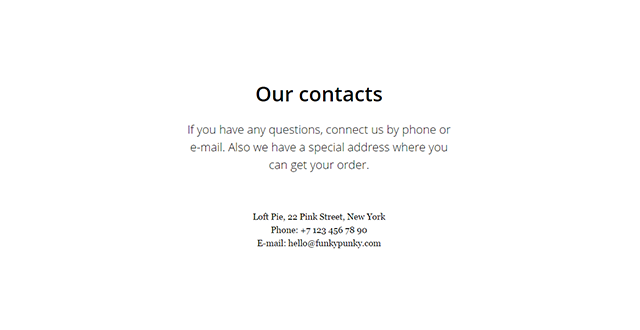 Our contacts
If you have any questions, connect us by phone or
e-mail. Also we have a special address where you
can get your order.
Loft Pie, 22 Pink Street, New York
Phone: +7 123 456 78 90
E-mail: hello@funkypunky.com